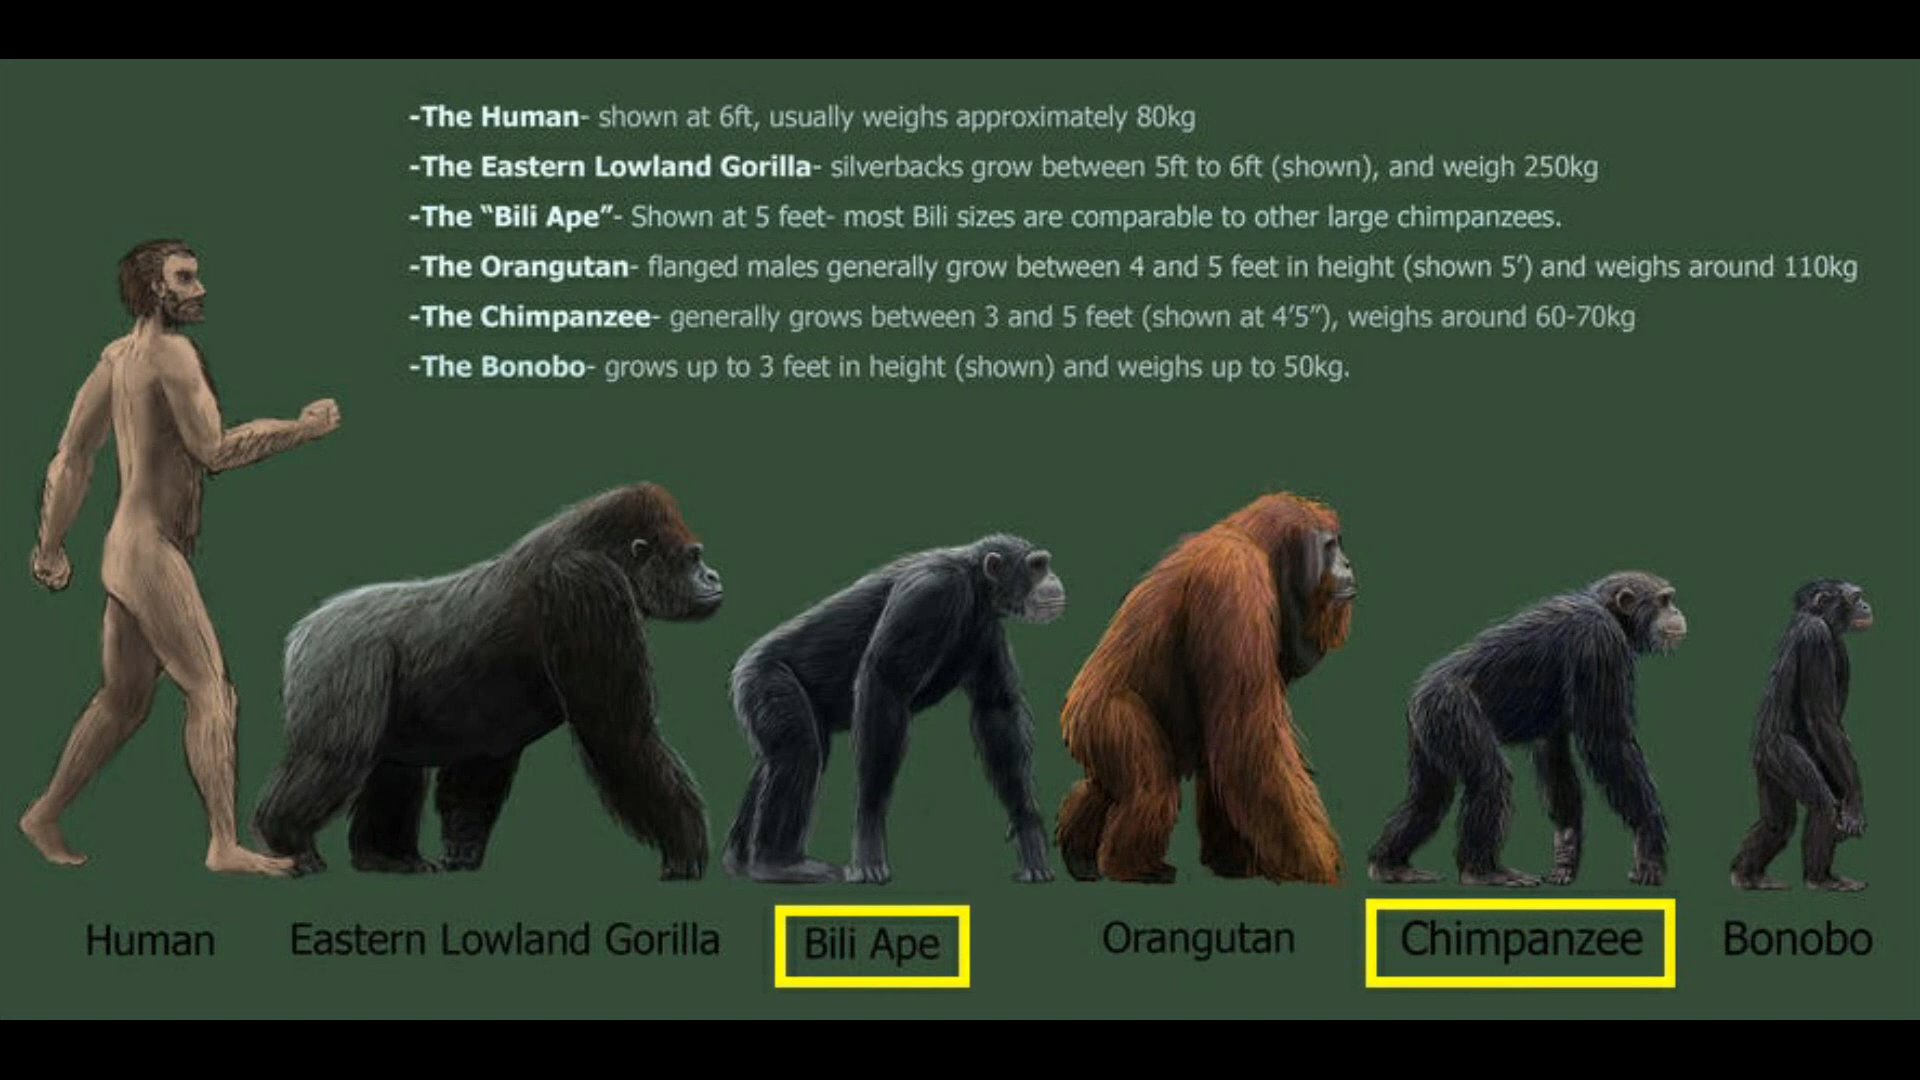 -The Human- shown at 6ft, usually weighs approximately 80kg
-The Eastern Lowland Gorilla- silverbacks grow between 5ft to 6ft (shown), and weigh 250kg
-The “Bili Ape”- Shown at 5 feet- most Bili sizes are comparable to other large chimpanzees.
-The Orangutan- flanged males generally grow between 4 and 5 feet in height (shown 5’) and weighs around 110kg
-The Chimpanzee- generally grows between 3 and 5 feet (shown at 4’5”), weighs around 60-70kg
-The Bonobo- grows up to 3 feet in height (shown) and weighs up to 50kg.
Human
Eastern Lowland Gorilla
Bili Ape
Orangutan
Chimpanzee
Bonobo